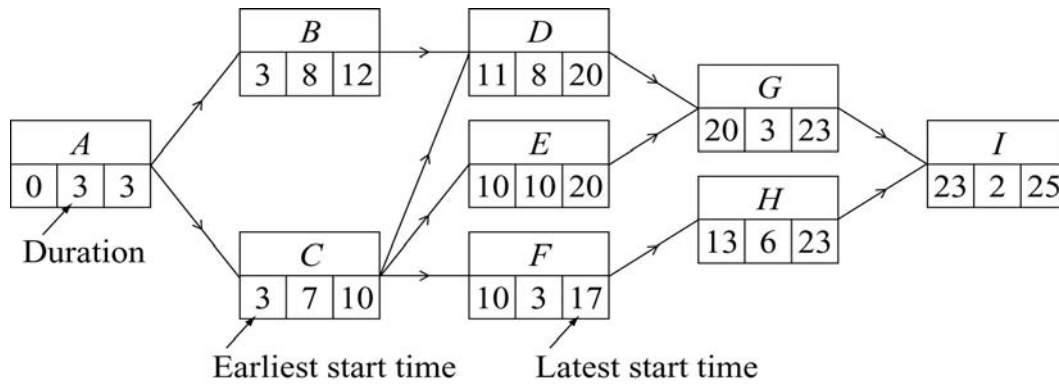 B
3 8 12
D
11 8 20
G
20 3 23
A
0 3 3
E
10 10 20
I
23 2 25
Duration
H
13 6 23
C
3 7 10
F
10 3 17
Earliest start time
Latest start time